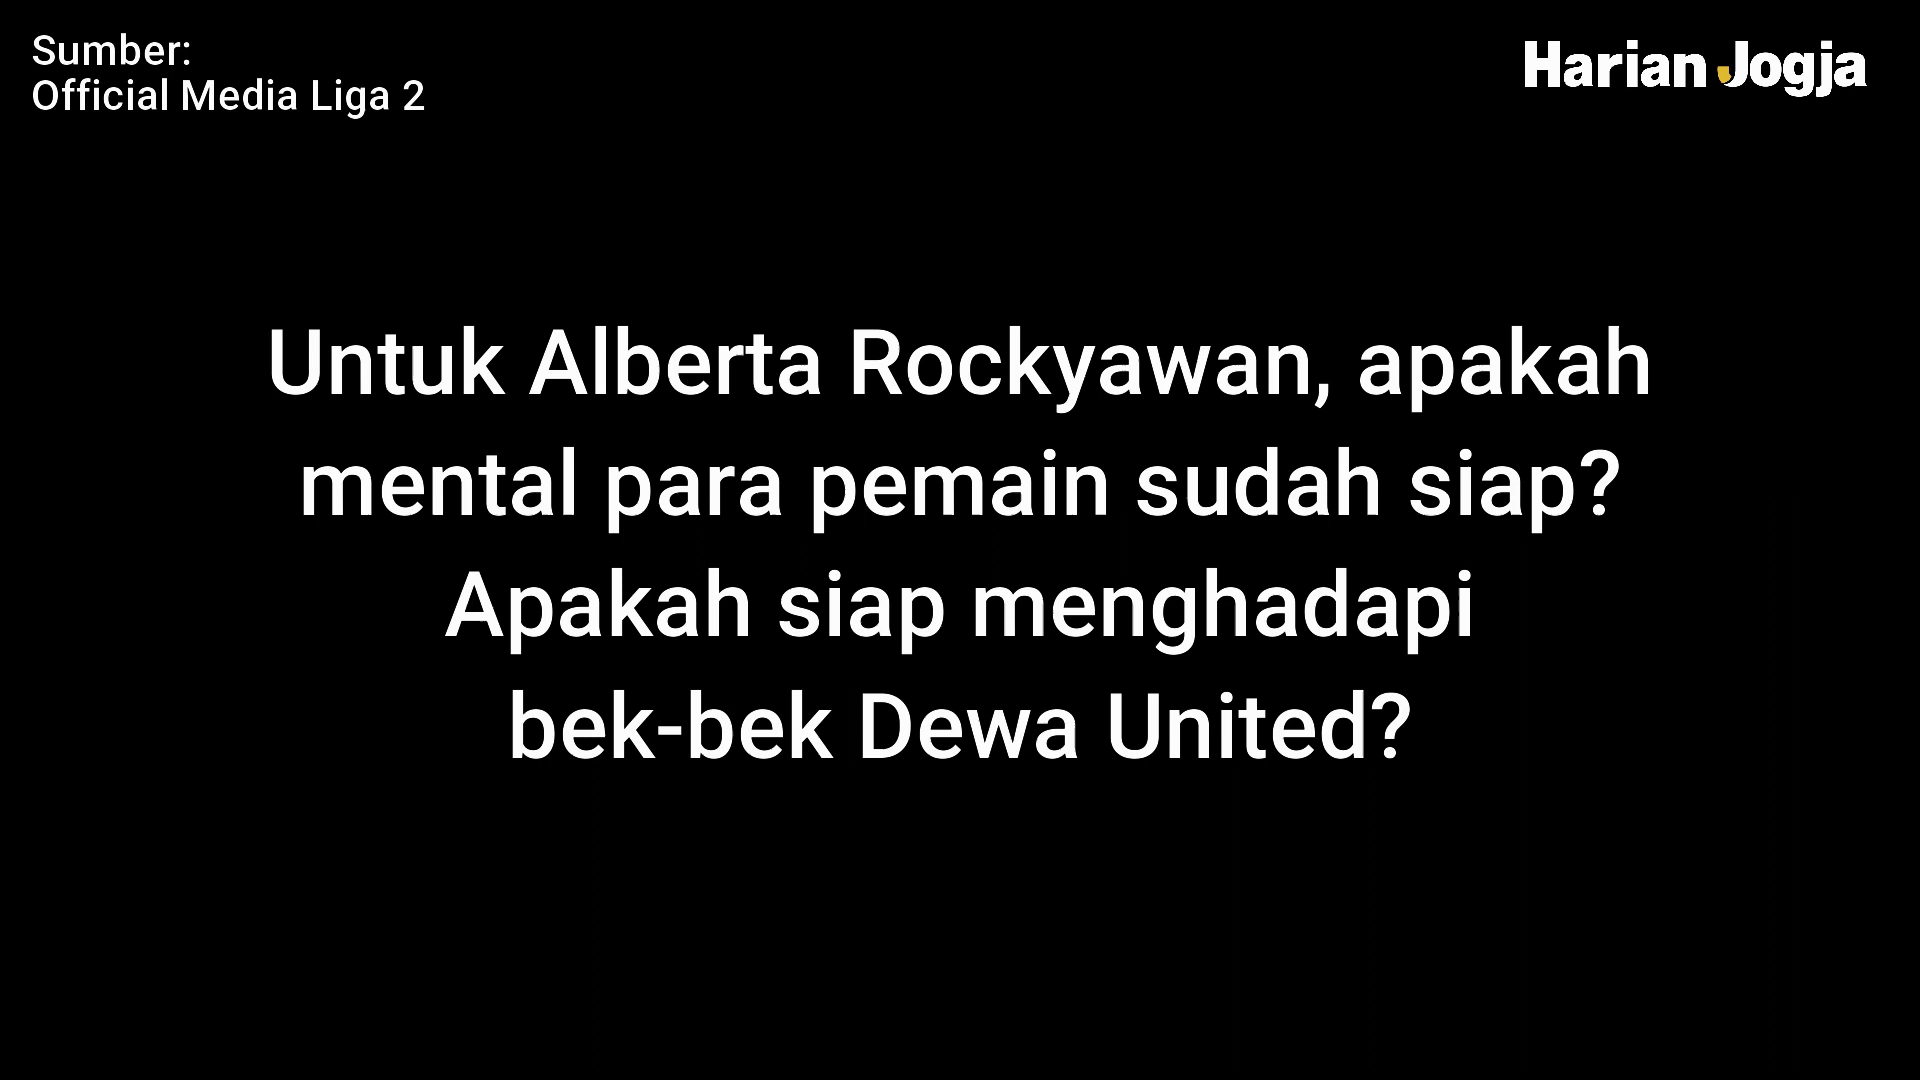 Sumber:
Official Media Liga 2
Harian Jogja
Untuk Alberta Rockyawan, apakah
mental para pemain sudah siap?
Apakah siap menghadapi
bek-bek Dewa United?